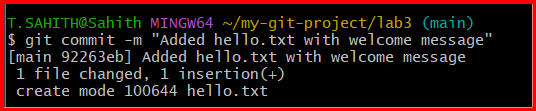 T.SAHITH@Sahith MINGW64 ~/my-git-project/lab3 (main)
$ git commit -m "Added hello.txt with welcome message"
[main 92263eb] Added hello.txt with welcome message
 1 file changed, 1 insertion(+)
 create mode 100644 hello.txt